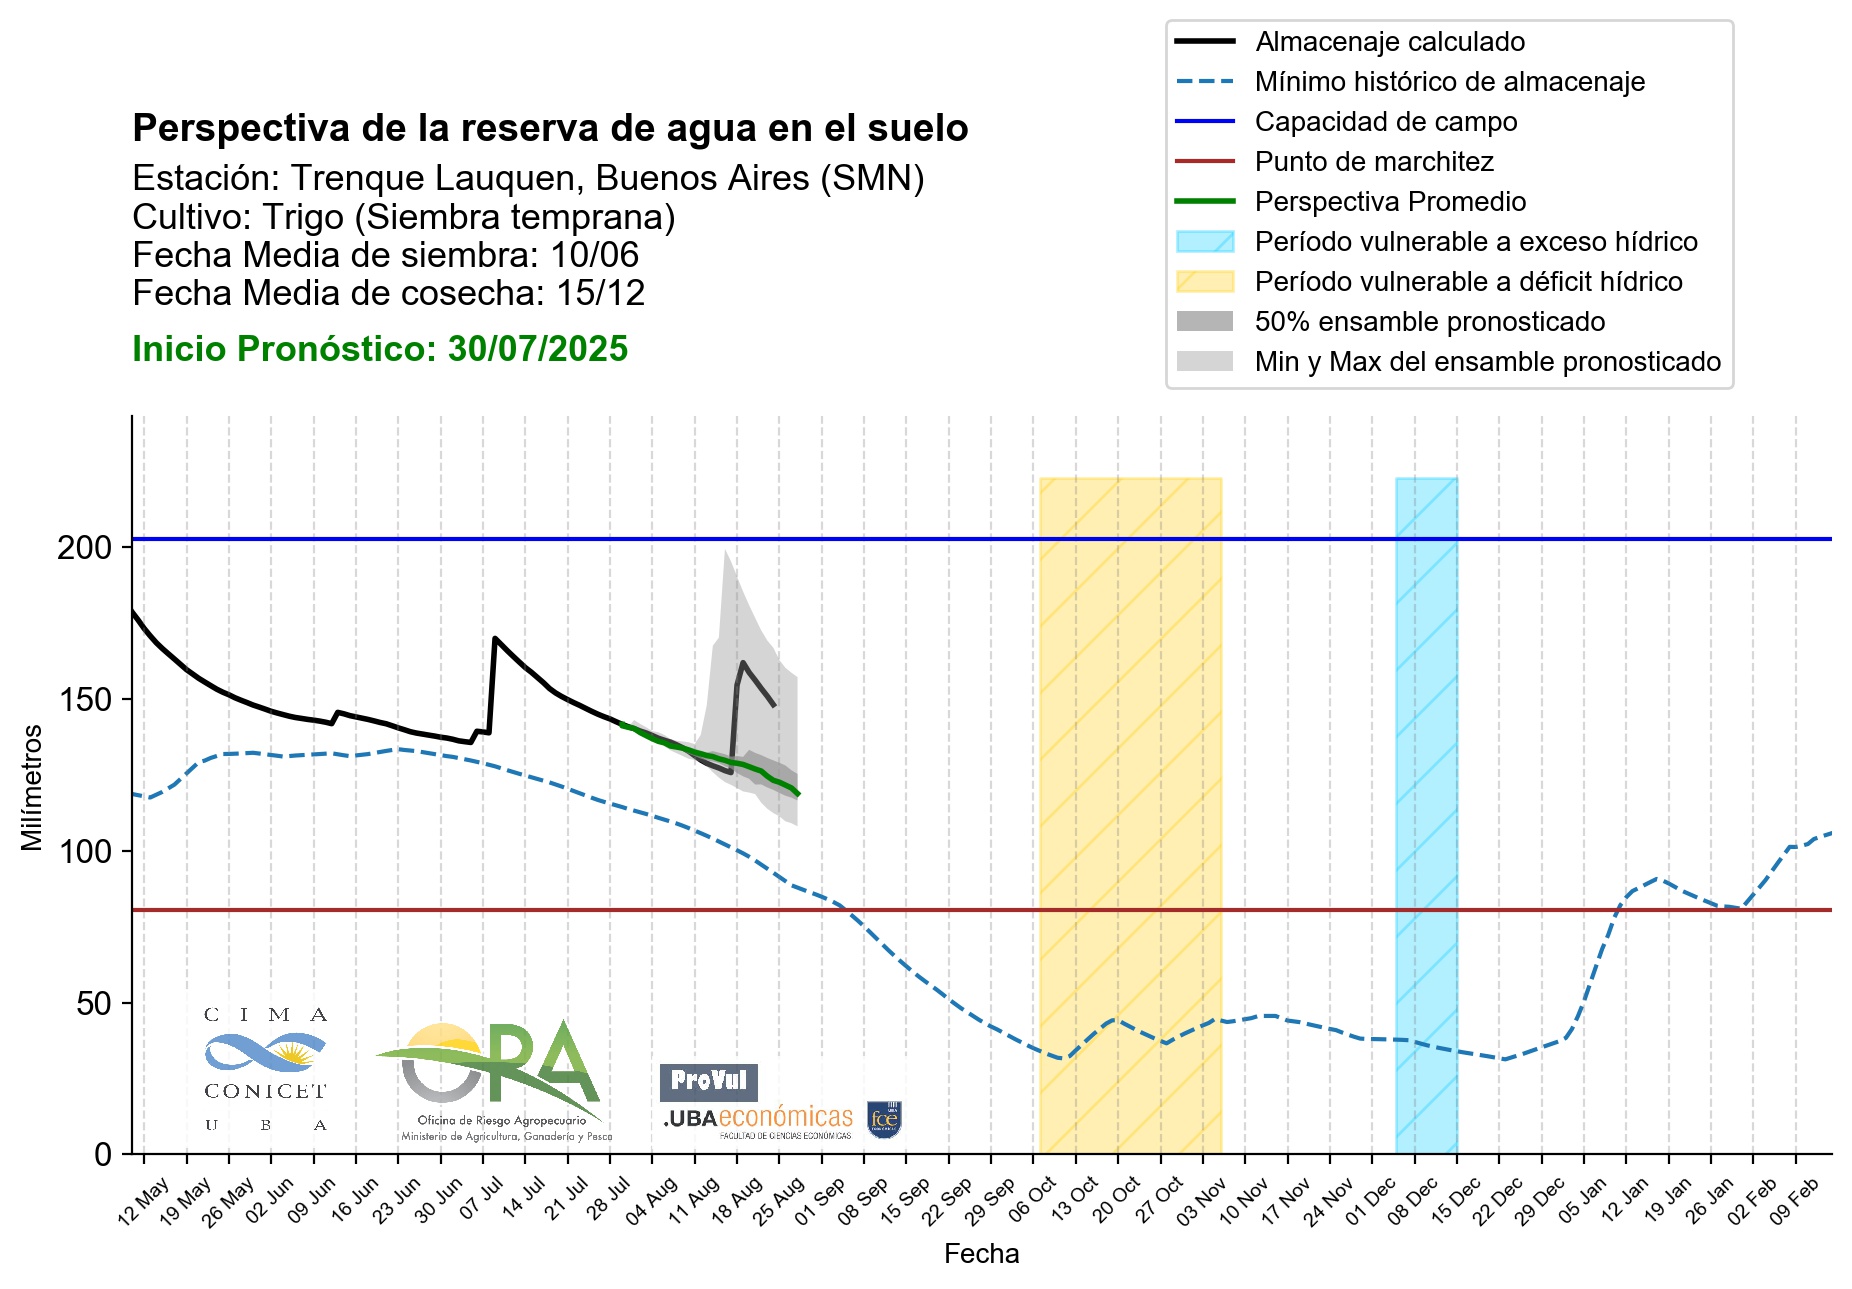 Almacenaje calculado
Mínimo histórico de almacenaje
Capacidad de campo
Punto de marchitez
Perspectiva Promedio
Período vulnerable a exceso hídrico
Período vulnerable a déficit hídrico
50% ensamble pronosticado
Min y Max del ensamble pronosticado
Perspectiva de la reserva de agua en el suelo
Estación: Trenque Lauquen, Buenos Aires (SMN)
Cultivo: Trigo (Siembra temprana)
Fecha Media de siembra: 10/06
Fecha Media de cosecha: 15/12
Inicio Pronóstico: 30/07/2025
Milímetros
200
150
100
50
0
CIMA
CONICET
UBA
ORA
Oficina de Riesgo Agropecuario
Ministerio de Agricultura, Ganadería y Pesca
ProVul
.UBAeconómicas
FACULTAD DE CIENCIAS ECONÓMICAS
fce
12 May 19 May 26 May 02 Jun 09 Jun 16 Jun 23 Jun 30 Jun 07 Jul 14 Jul 21 Jul 28 Jul 04 Aug 11 Aug 18 Aug 25 Aug 01 Sep 08 Sep 15 Sep 22 Sep 29 Sep 06 Oct 13 Oct 20 Oct 27 Oct 03 Nov 10 Nov 17 Nov 24 Nov 01 Dec 08 Dec 15 Dec 22 Dec 29 Dec 05 Jan 12 Jan 19 Jan 26 Jan 02 Feb 09 Feb
Fecha